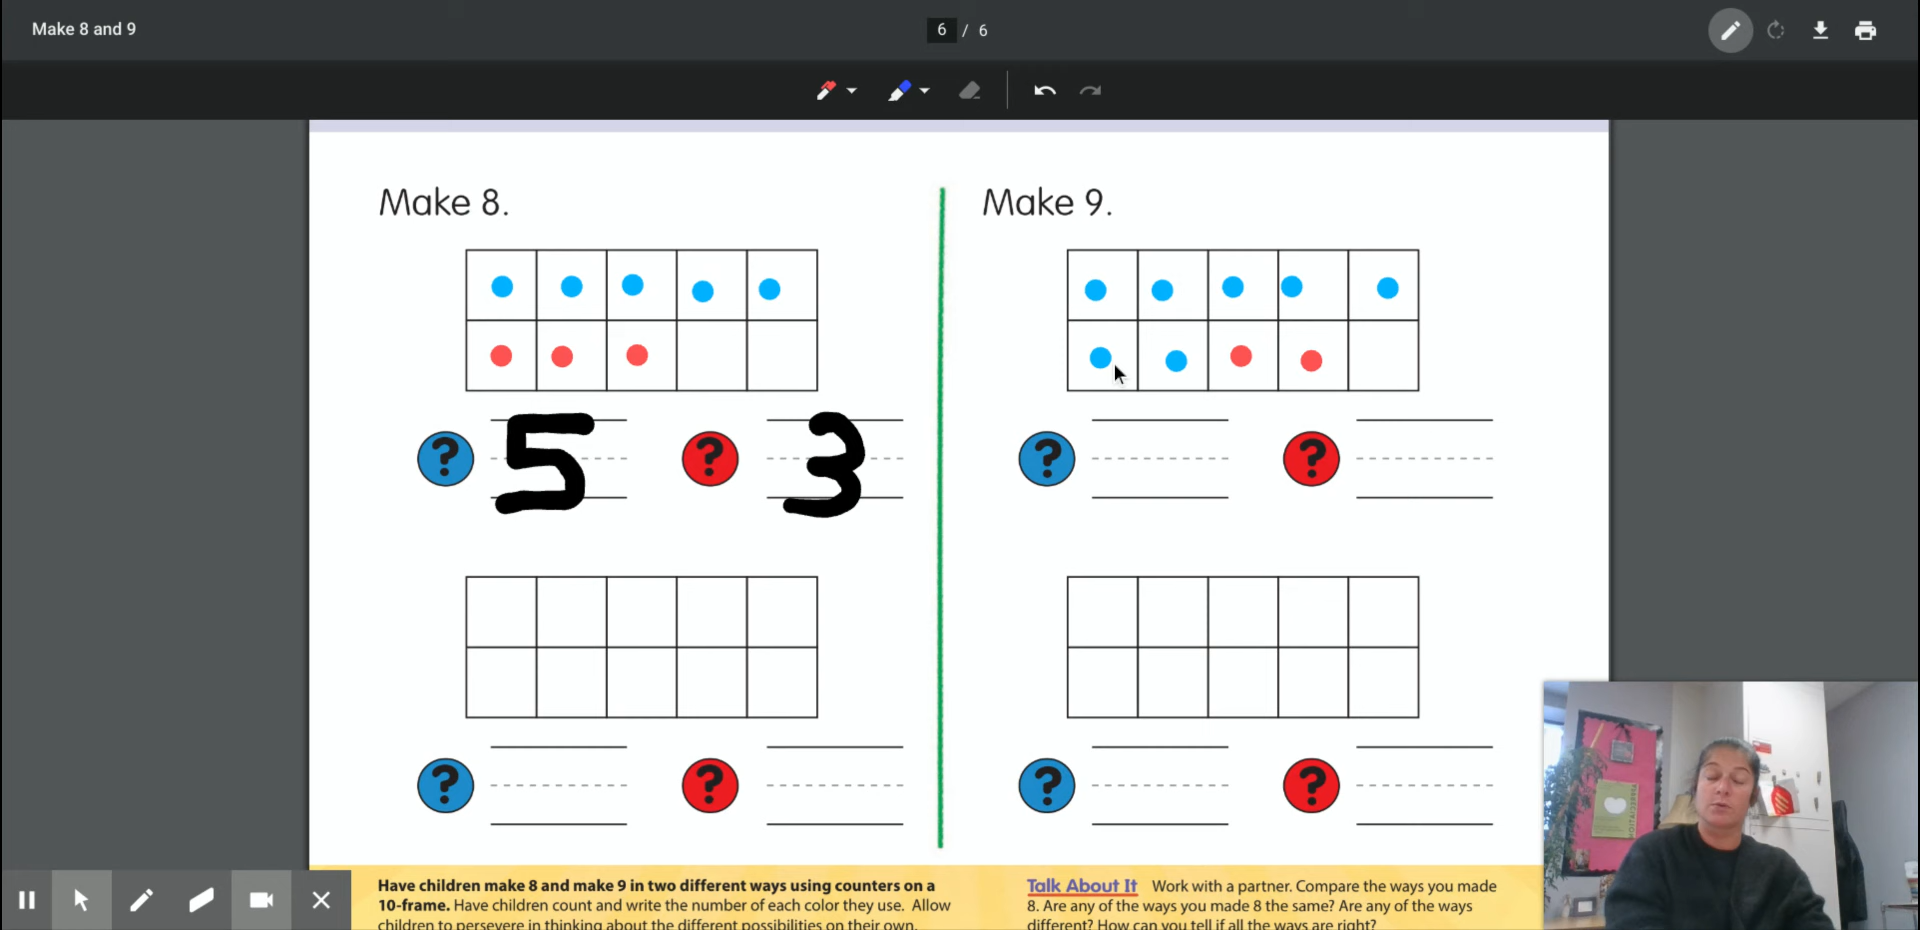 Make 8 and 9
6 / 6
Make 8.
Make 9.
? 5 ? 3
? ?
? ?
? ?
Have children make 8 and make 9 in two different ways using counters on a
10-frame. Have children count and write the number of each color they use. Allow
children to persevere in thinking about the different possibilities on their own.
Talk About It Work with a partner. Compare the ways you made
8. Are any of the ways you made 8 the same? Are any of the ways
different? How can you tell if all the ways are right?